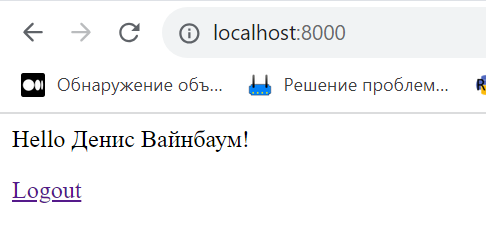 localhost:8000
Обнаружение объ... Решение проблем...
Hello Денис Вайнбаум!
Logout